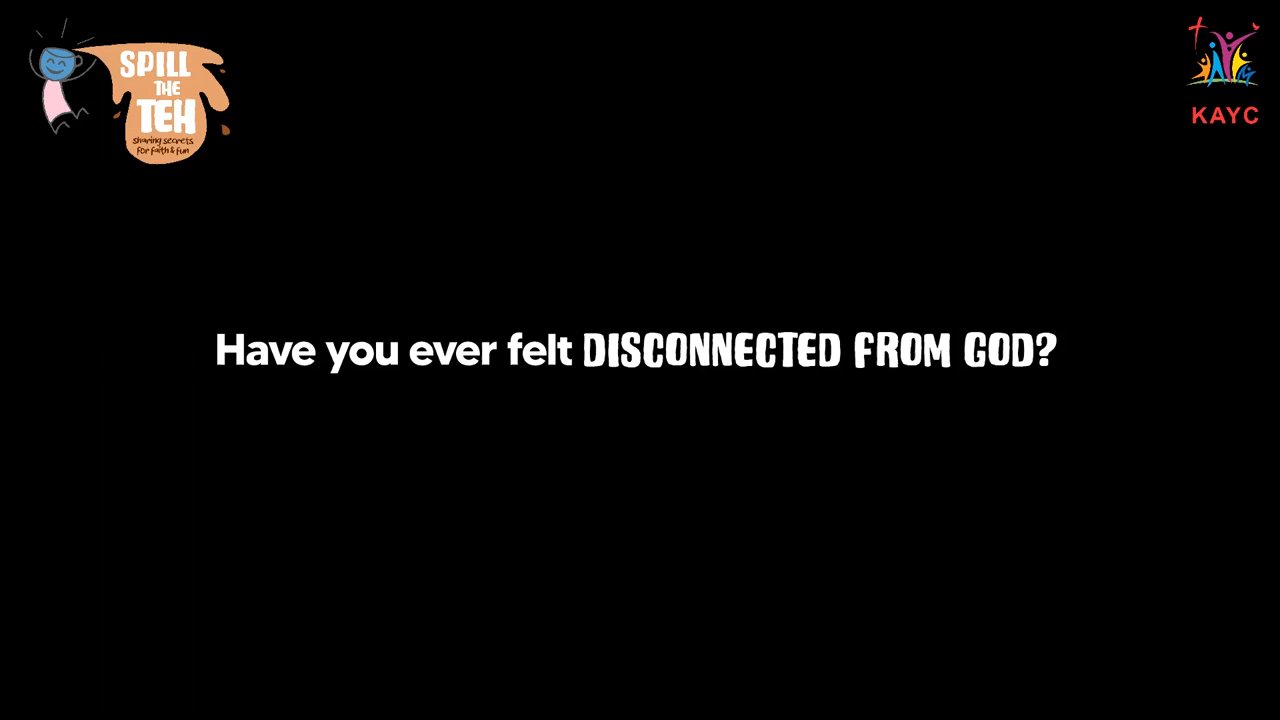 SPILL
THE
TEH
sharing secrets
for faith & fun
KAYC
Have you ever felt DISCONNECTED FROM GOD?